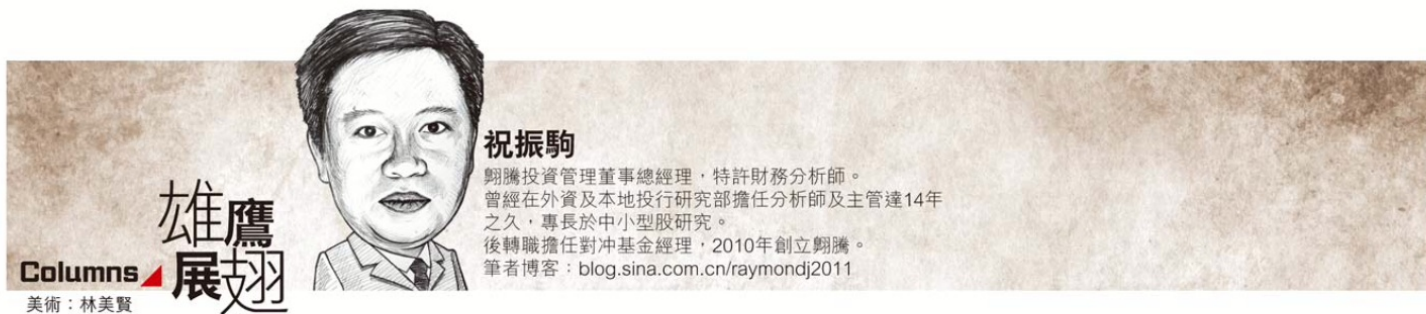 祝振駒
翺騰投資管理董事總經理，特許財務分析師。
曾經在外資及本地投行研究部擔任分析師及主管達14年
之久，專長於中小型股研究。
後轉職擔任對冲基金經理，2010年創立翺騰。
筆者博客：blog.sina.com.cn/raymondj2011
雄鷹
展翅
Columns
美術：林美賢